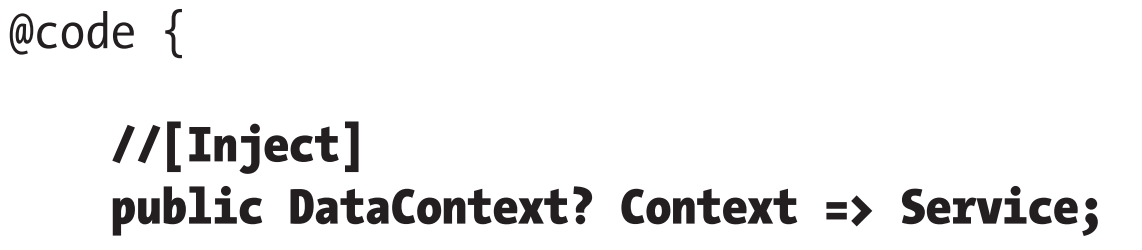 @code {
//[Inject]
public DataContext? Context => Service;